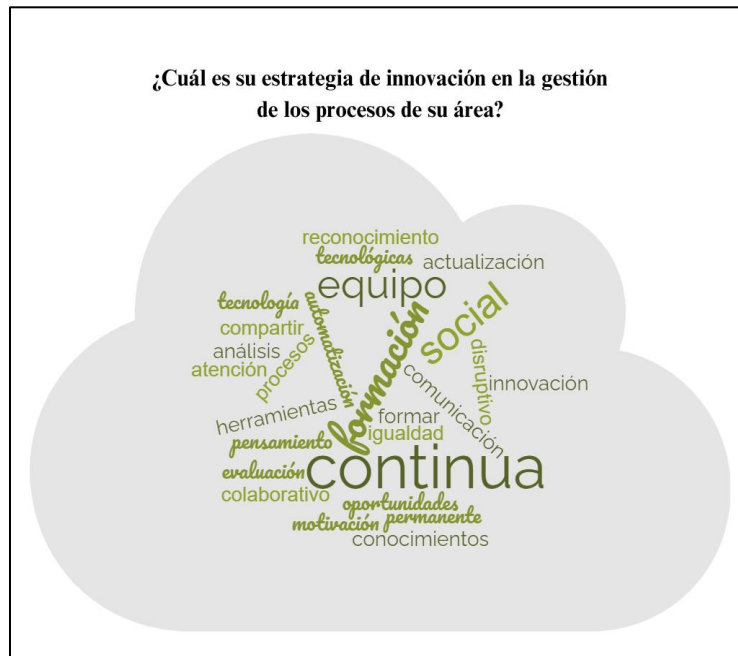 ¿Cuál es su estrategia de innovación en la gestión
de los procesos de su área?
reconocimiento
tecnológicas
actualización
equipo
tecnología
automatización
formación
social
compartir
procesos
análisis
atención
disruptivo
innovación
comunicación
herramientas
formar
igualdad
pensamiento
continua
evaluación
colaborativo
oportunidades
motivación
permanente
conocimientos